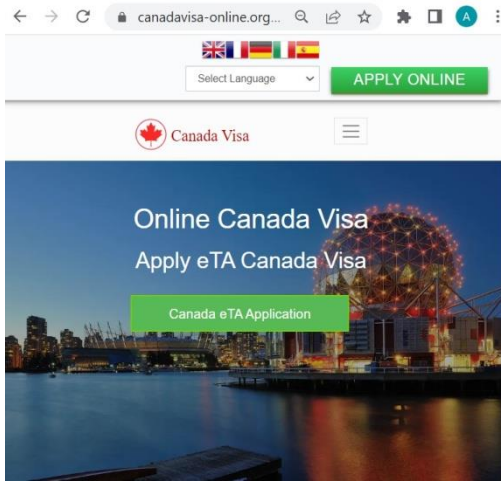 canadavisa-online.org...
A
Select Language
APPLY ONLINE
Canada Visa
Online Canada Visa
Apply eTA Canada Visa
Canada eTA Application